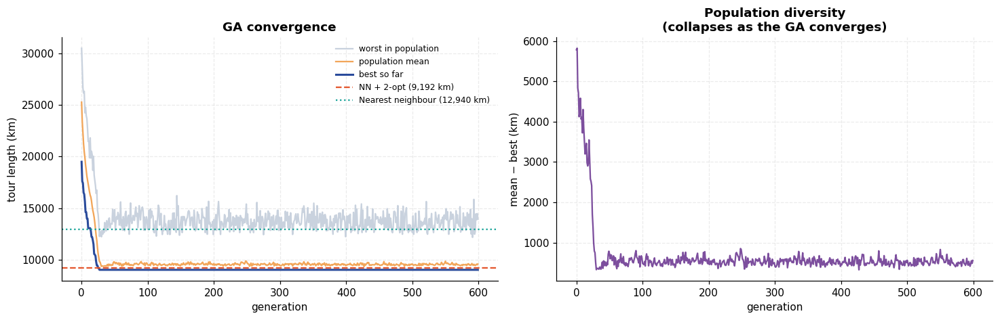 GA convergence
tour length (km)
30000
25000
20000
15000
10000
worst in population
population mean
best so far
NN + 2-opt (9,192 km)
Nearest neighbour (12,940 km)
0
100
200
300
400
500
600
generation
Population diversity
(collapses as the GA converges)
mean − best (km)
6000
5000
4000
3000
2000
1000
0
100
200
300
400
500
600
generation